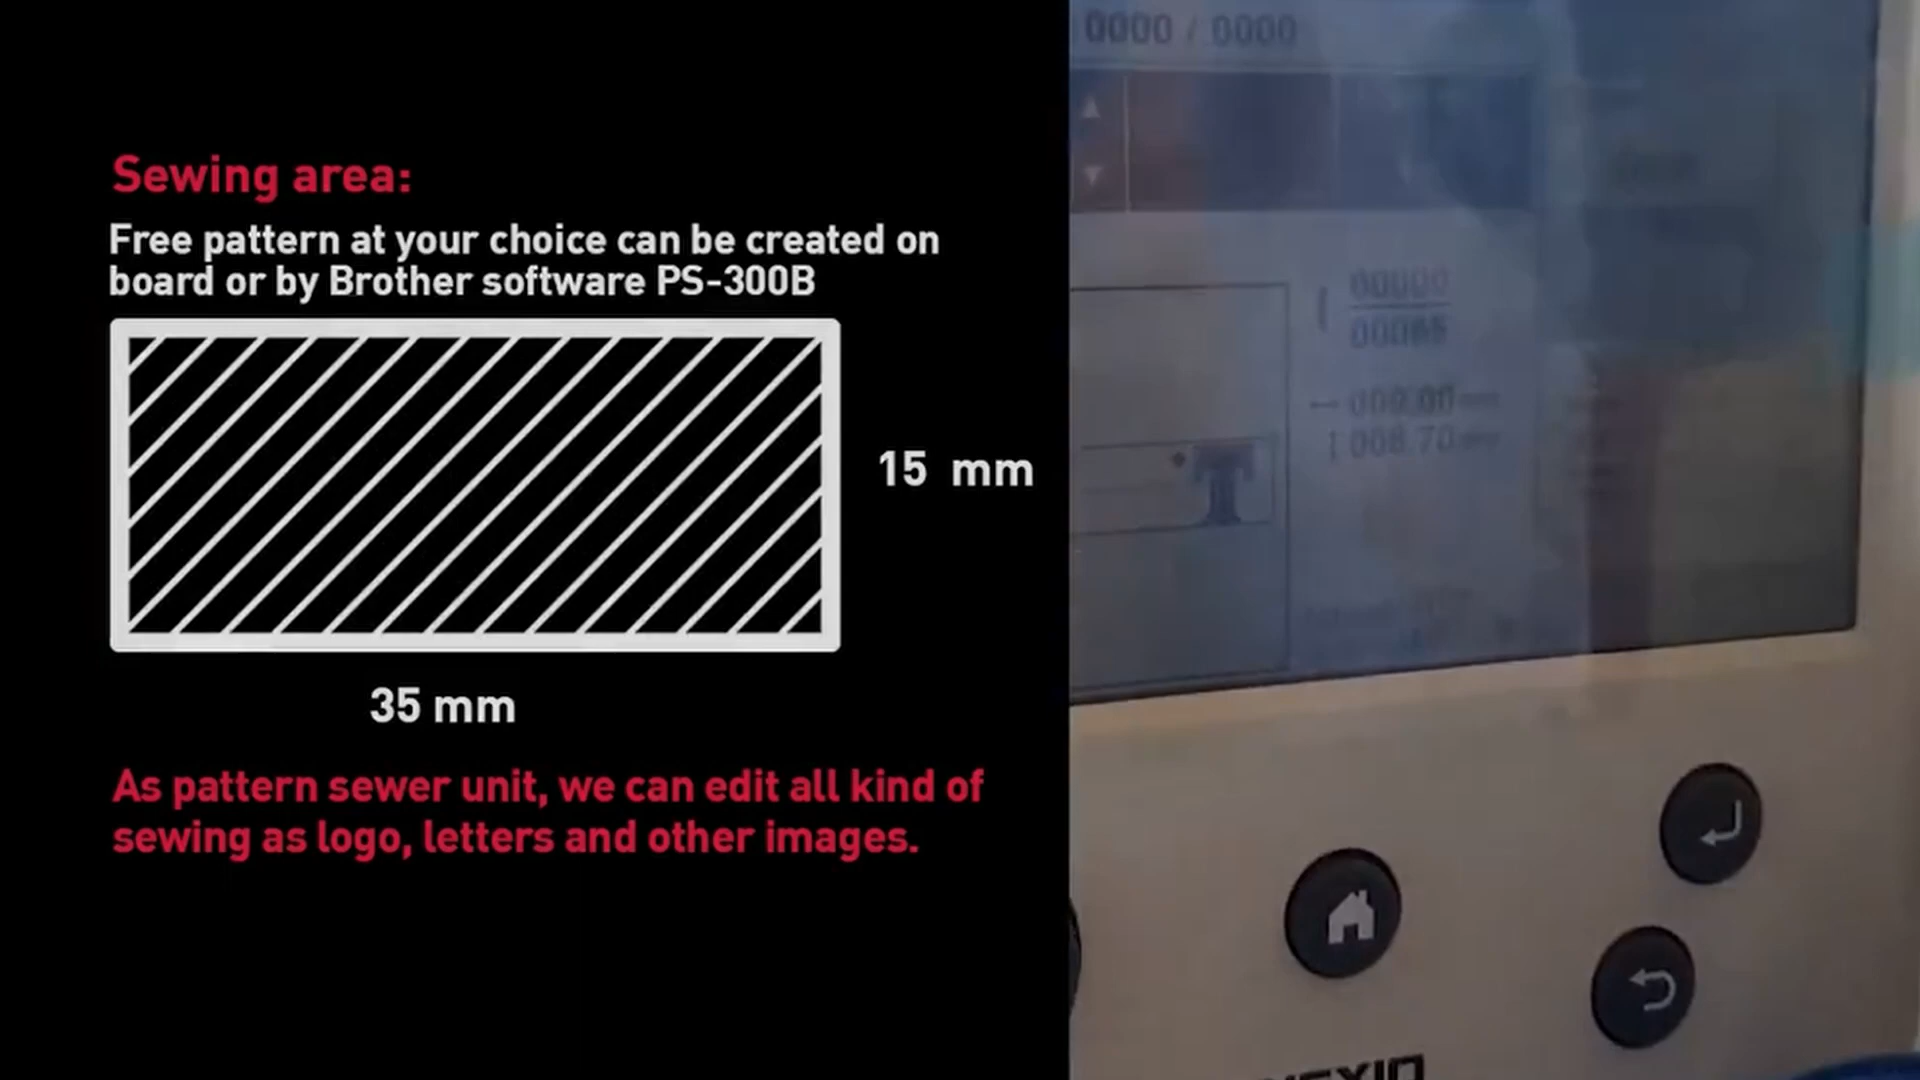 Sewing area:
Free pattern at your choice can be created on
board or by Brother software PS-300B
15 mm
35 mm
As pattern sewer unit, we can edit all kind of
sewing as logo, letters and other images.
0000 / 0000